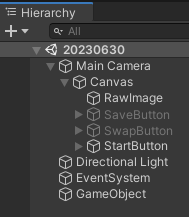 Hierarchy
All
20230630
Main Camera
Canvas
RawImage
SaveButton
SwapButton
StartButton
Directional Light
EventSystem
GameObject